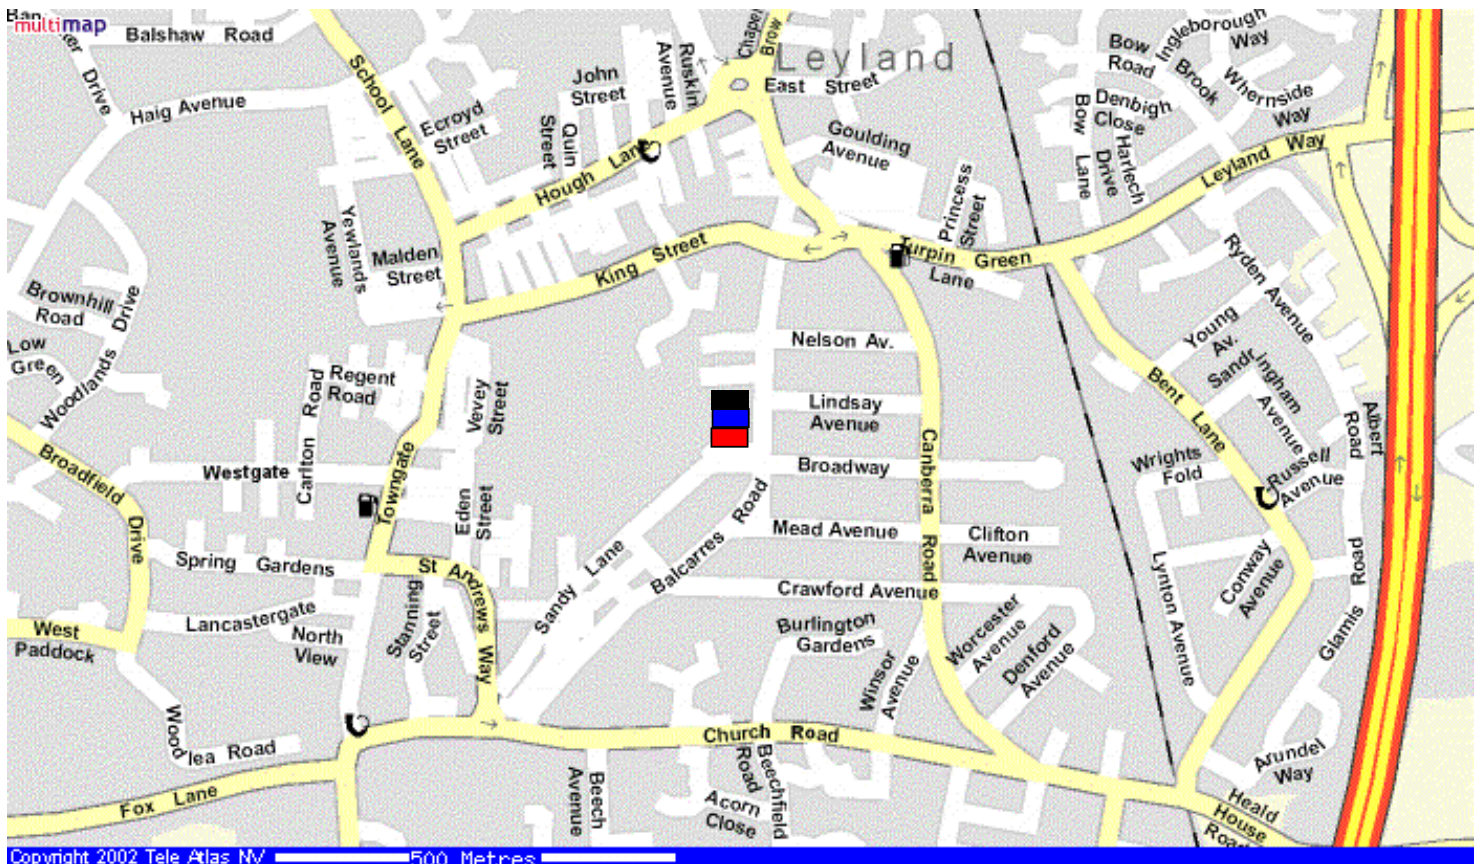 multimap
Balshaw Road
Drive
Haig Avenue
School Lane
Ecroyd
Street
John
Street
Ruskin
Avenue
Chapel
Brow
Leyland
East Street
Quin
Street
Hough Lane
Goulding
Avenue
Bow
Road
Ingleborough
Way
Brook
Whernside
Way
Denbigh
Close
Bow Lane
Harlech
Drive
Leyland Way
Princess
Street
Turpin Green
Lane
Yewlands
Avenue
Malden
Street
King Street
Ryden Avenue
Brownhill
Road
Low
Green
Woodlands Drive
Regent
Road
Carlton Road
Vevey
Street
Nelson Av.
Lindsay
Avenue
Broadway
Canberra Road
Young
Av.
Sandringham
Avenue
Bent Lane
Albert
Road
Wrights
Fold
Russell
Avenue
Broadfield
Drive
Westgate
Towngate
Eden
Street
Mead Avenue
Clifton
Avenue
Spring Gardens
St Andrews
Way
Sandy Lane
Balcarres Road
Crawford Avenue
Lynton Avenue
Conway
Avenue
Glamis
Road
West
Paddock
Lancastergate
North
View
Stanning
Street
Burlington
Gardens
Winsor
Avenue
Worcester
Avenue
Denford
Avenue
Wood
lea Road
Church Road
Fox Lane
Beech
Avenue
Beechfield
Road
Acorn
Close
Arundel
Way
Heald
House
Road
Copyright 2002 Tele Atlas NV
500 Metres